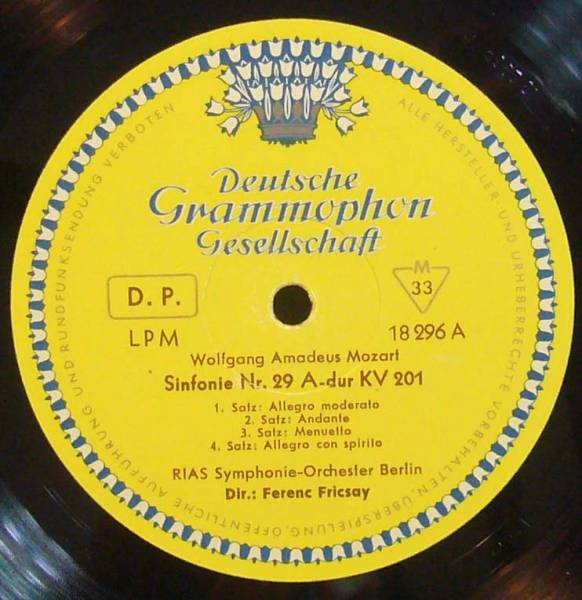 Deutsche
Grammophon
Gesellschaft
D. P.
M
33
LPM
18 296 A
Wolfgang Amadeus Mozart
Sinfonie Nr. 29 A-dur KV 201
1. Satz: Allegro moderato
2. Satz: Andante
3. Satz: Menuetto
4. Satz: Allegro con spirito
RIAS Symphonie-Orchester Berlin
Dir.: Ferenc Fricsay
ALLE HERSTELLER- UND URHEBERRECHTE VORBEHALTEN, ÜBERSPIELUNG, ÖFFENTLICHE AUFFÜHRUNG UND RUNDFUNKSENDUNG VERBOTEN